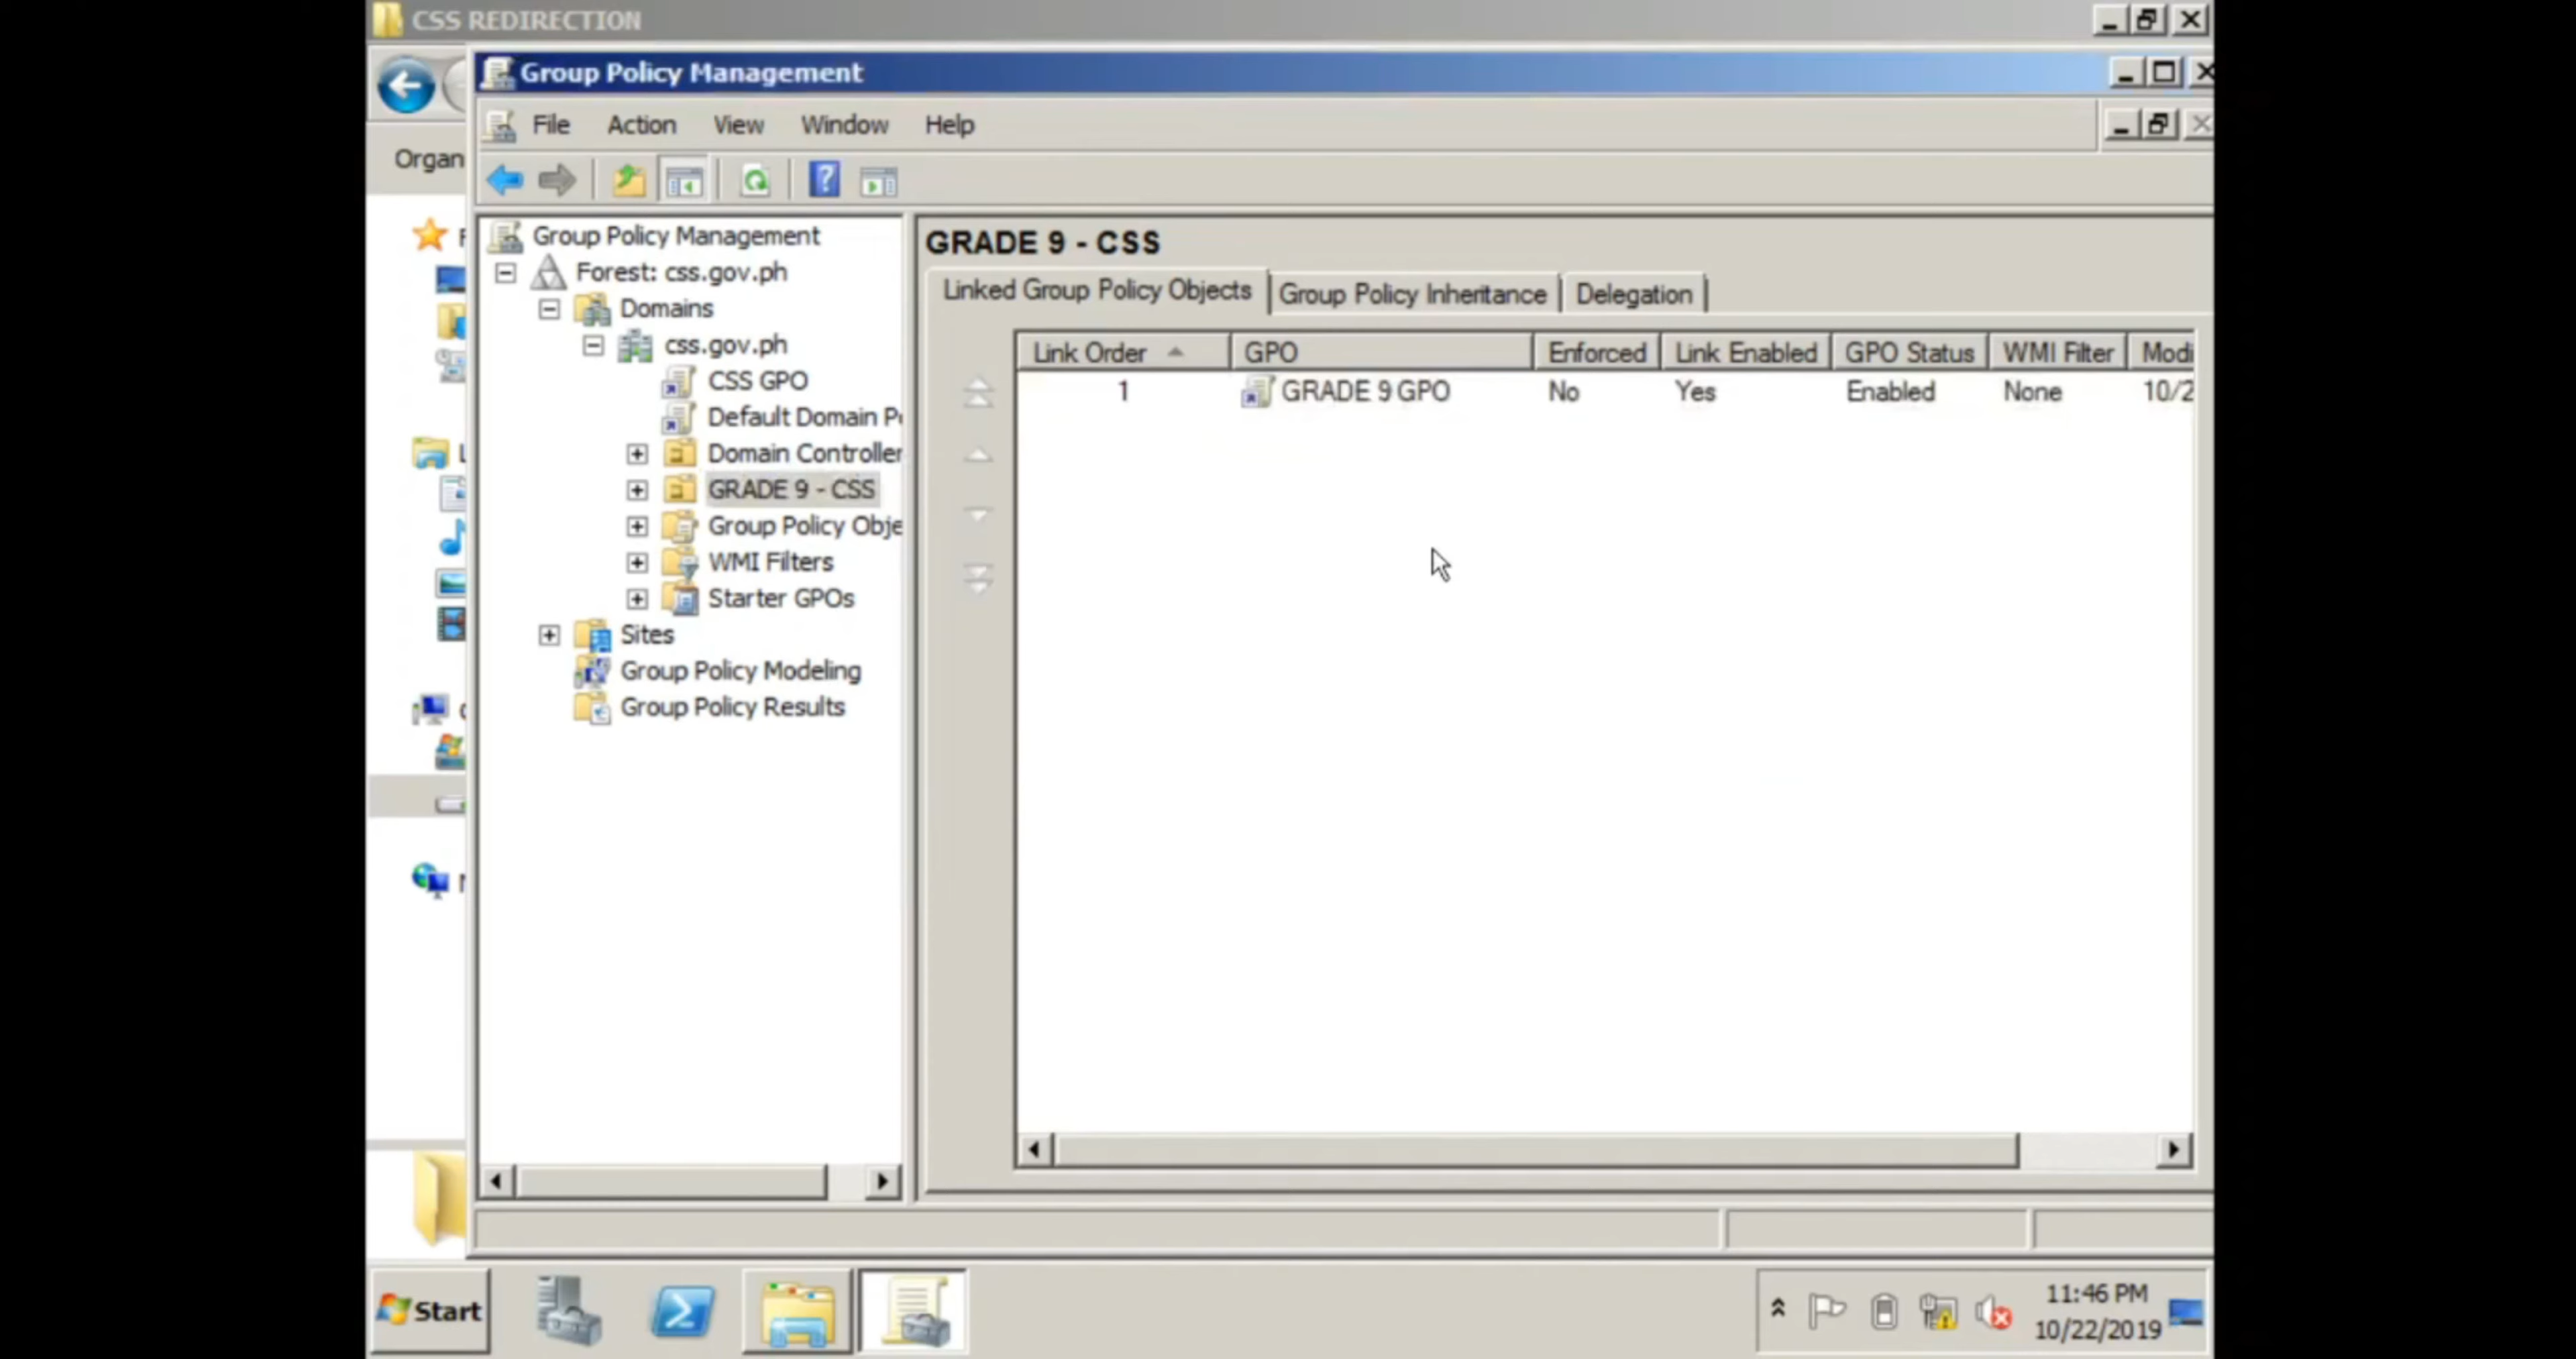 CSS REDIRECTION
Group Policy Management
File Action View Window Help
Organ
Group Policy Management
Forest: css.gov.ph
Domains
css.gov.ph
CSS GPO
Default Domain P
Domain Controller
GRADE 9 - CSS
Group Policy Obje
WMI Filters
Starter GPOs
Sites
Group Policy Modeling
Group Policy Results
GRADE 9 - CSS
Linked Group Policy Objects Group Policy Inheritance Delegation
Link Order GPO Enforced Link Enabled GPO Status WMI Filter Modi
1 GRADE 9 GPO No Yes Enabled None 10/2
Start
11:46 PM
10/22/2019